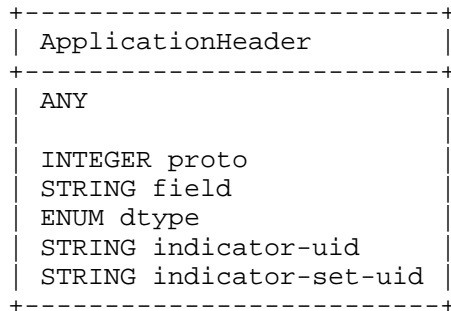 +--------------------------+
| ApplicationHeader        |
+--------------------------+
| ANY                      |
|                          |
| INTEGER proto            |
| STRING field             |
| ENUM dtype               |
| STRING indicator-uid     |
| STRING indicator-set-uid |
+--------------------------+